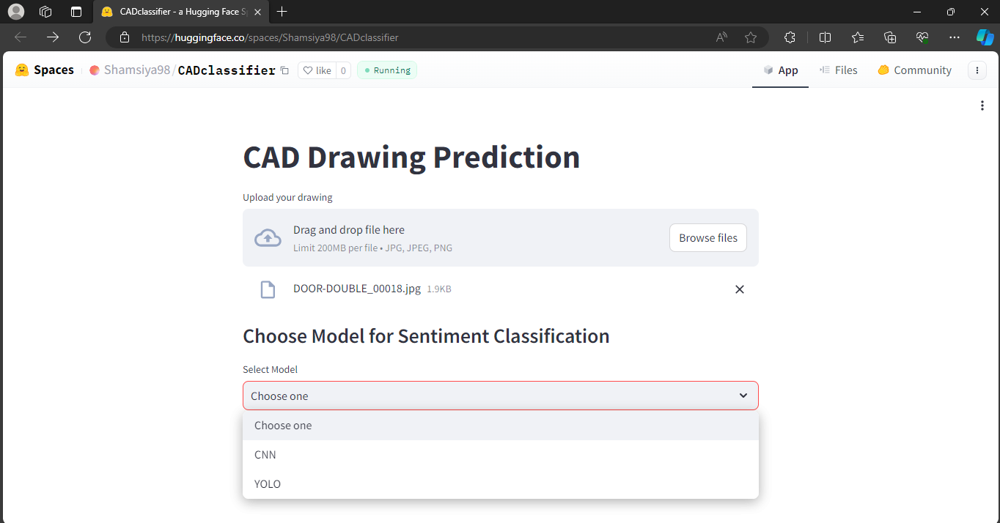 CADclassifier - a Hugging Face S
https://huggingface.co/spaces/Shamsiya98/CADclassifier
Spaces Shamsiya98/CADclassifier like 0 Running App Files Community
CAD Drawing Prediction
Upload your drawing
Drag and drop file here
Limit 200MB per file • JPG, JPEG, PNG
Browse files
DOOR-DOUBLE_00018.jpg 1.9KB
Choose Model for Sentiment Classification
Select Model
Choose one
Choose one
CNN
YOLO